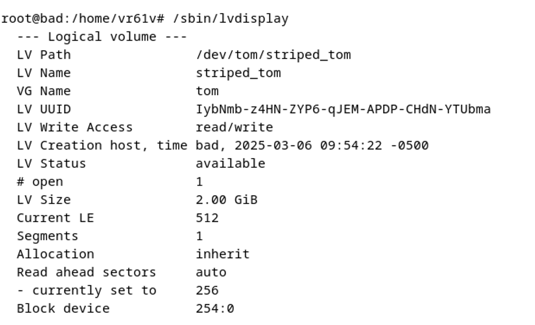 root@bad:/home/vr61v# /sbin/lvdisplay
--- Logical volume ---
LV Path /dev/tom/striped_tom
LV Name striped_tom
VG Name tom
LV UUID IybNmb-z4HN-ZYP6-qJEM-APDP-CHdN-YTUbma
LV Write Access read/write
LV Creation host, time bad, 2025-03-06 09:54:22 -0500
LV Status available
# open 1
LV Size 2.00 GiB
Current LE 512
Segments 1
Allocation inherit
Read ahead sectors auto
- currently set to 256
Block device 254:0